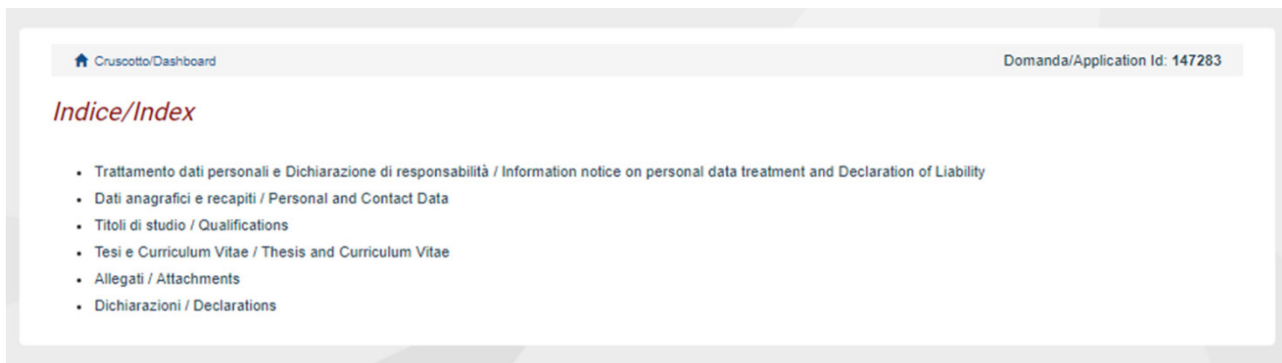 Cruscotto/Dashboard Domanda/Application Id: 147283
Indice/Index
• Trattamento dati personali e Dichiarazione di responsabilità / Information notice on personal data treatment and Declaration of Liability
• Dati anagrafici e recapiti / Personal and Contact Data
• Titoli di studio / Qualifications
• Tesi e Curriculum Vitae / Thesis and Curriculum Vitae
• Allegati / Attachments
• Dichiarazioni / Declarations